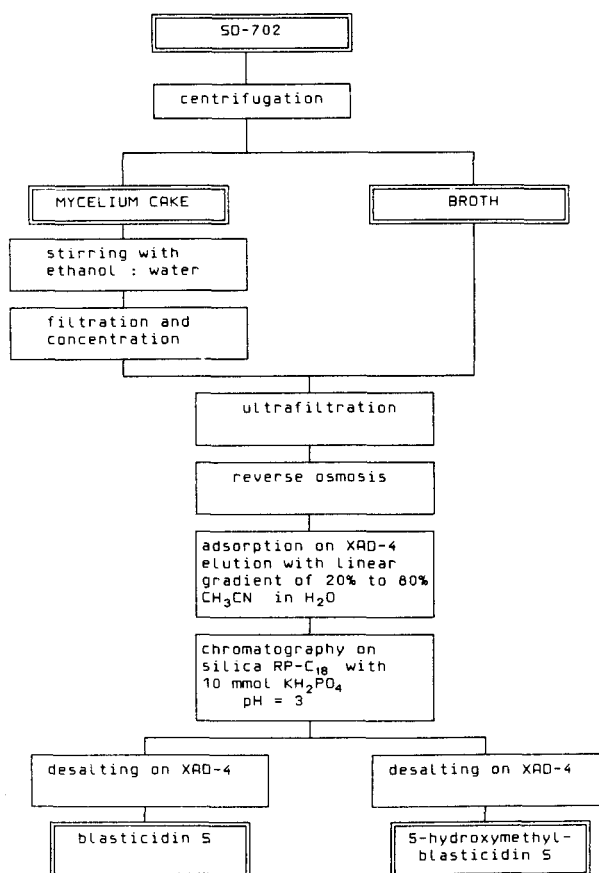 SD-702
centrifugation
MYCELIUM CAKE
BROTH
stirring with
ethanol : water
filtration and
concentration
ultrafiltration
reverse osmosis
adsorption on XAD-4
elution with linear
gradient of 20% to 80%
CH₃CN in H₂O
chromatography on
silica RP-C₁₈ with
10 mmol KH₂PO₄
pH = 3
desalting on XAD-4
desalting on XAD-4
blasticidin S
5-hydroxymethyl-
blasticidin S